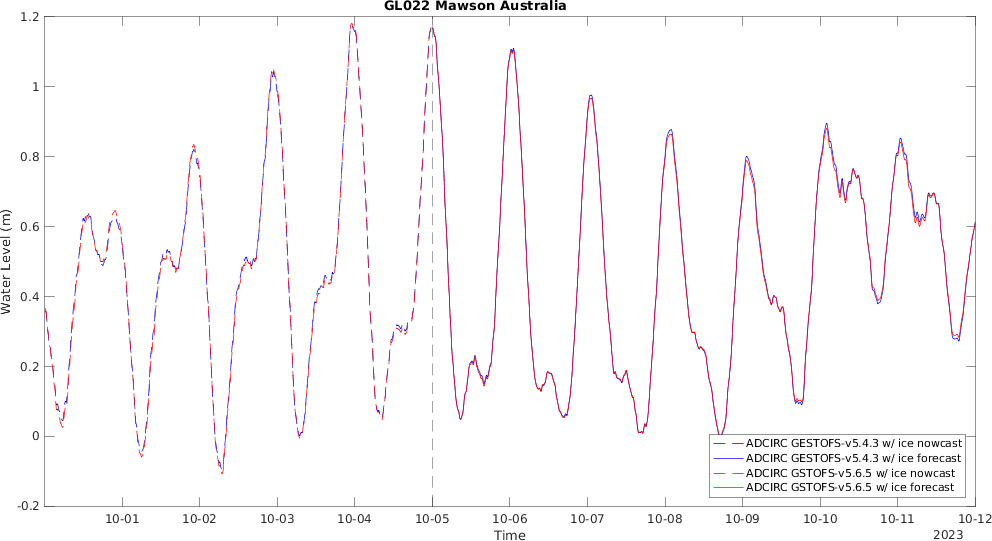 GL022 Mawson Australia
1.2
1
0.8
0.6
0.4
0.2
0
-0.2
Water Level (m)
ADCIRC GESTOFS-v5.4.3 w/ ice nowcast
ADCIRC GESTOFS-v5.4.3 w/ ice forecast
ADCIRC GSTOFS-v5.6.5 w/ ice nowcast
ADCIRC GSTOFS-v5.6.5 w/ ice forecast
10-01 10-02 10-03 10-04 10-05 10-06 10-07 10-08 10-09 10-10 10-11 10-12
Time 2023